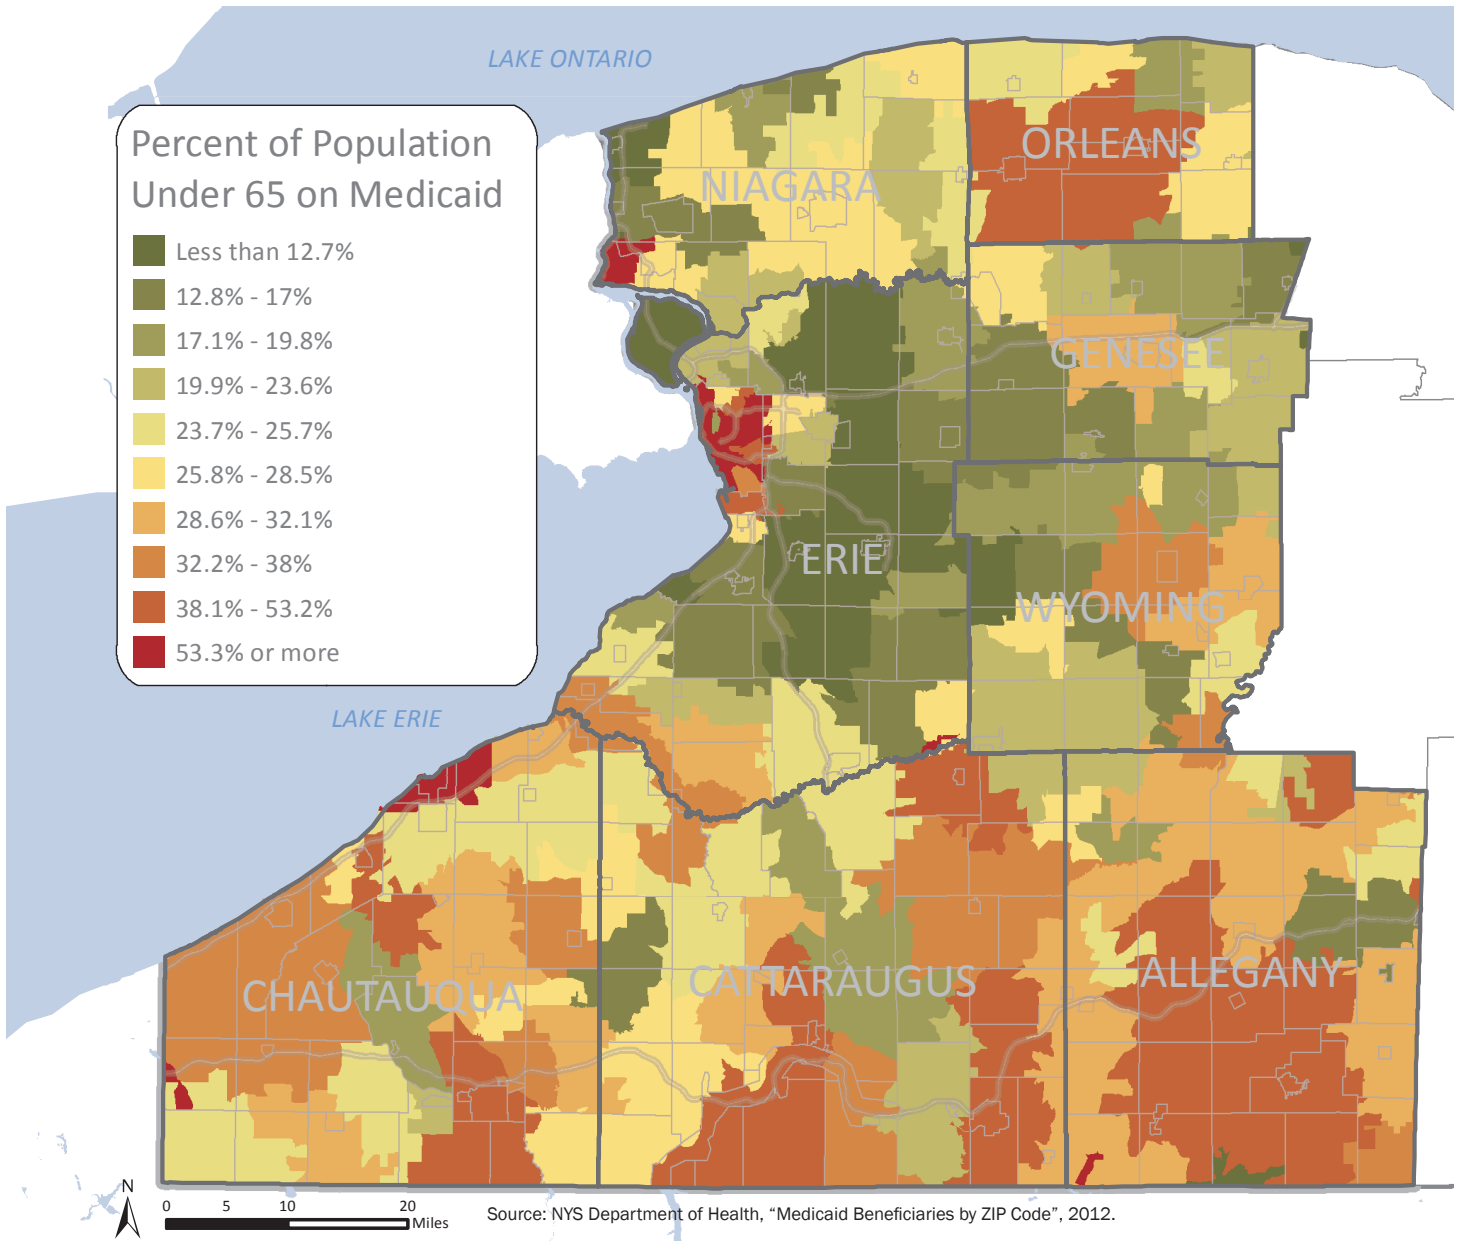 LAKE ONTARIO
Percent of Population
Under 65 on Medicaid
Less than 12.7%
12.8% - 17%
17.1% - 19.8%
19.9% - 23.6%
23.7% - 25.7%
25.8% - 28.5%
28.6% - 32.1%
32.2% - 38%
38.1% - 53.2%
53.3% or more
ORLEANS
NIAGARA
GENESEE
ERIE
WYOMING
LAKE ERIE
CHAUTAUQUA
CATTARAUGUS
ALLEGANY
N
0 5 10 20
Miles
Source: NYS Department of Health, “Medicaid Beneficiaries by ZIP Code”, 2012.